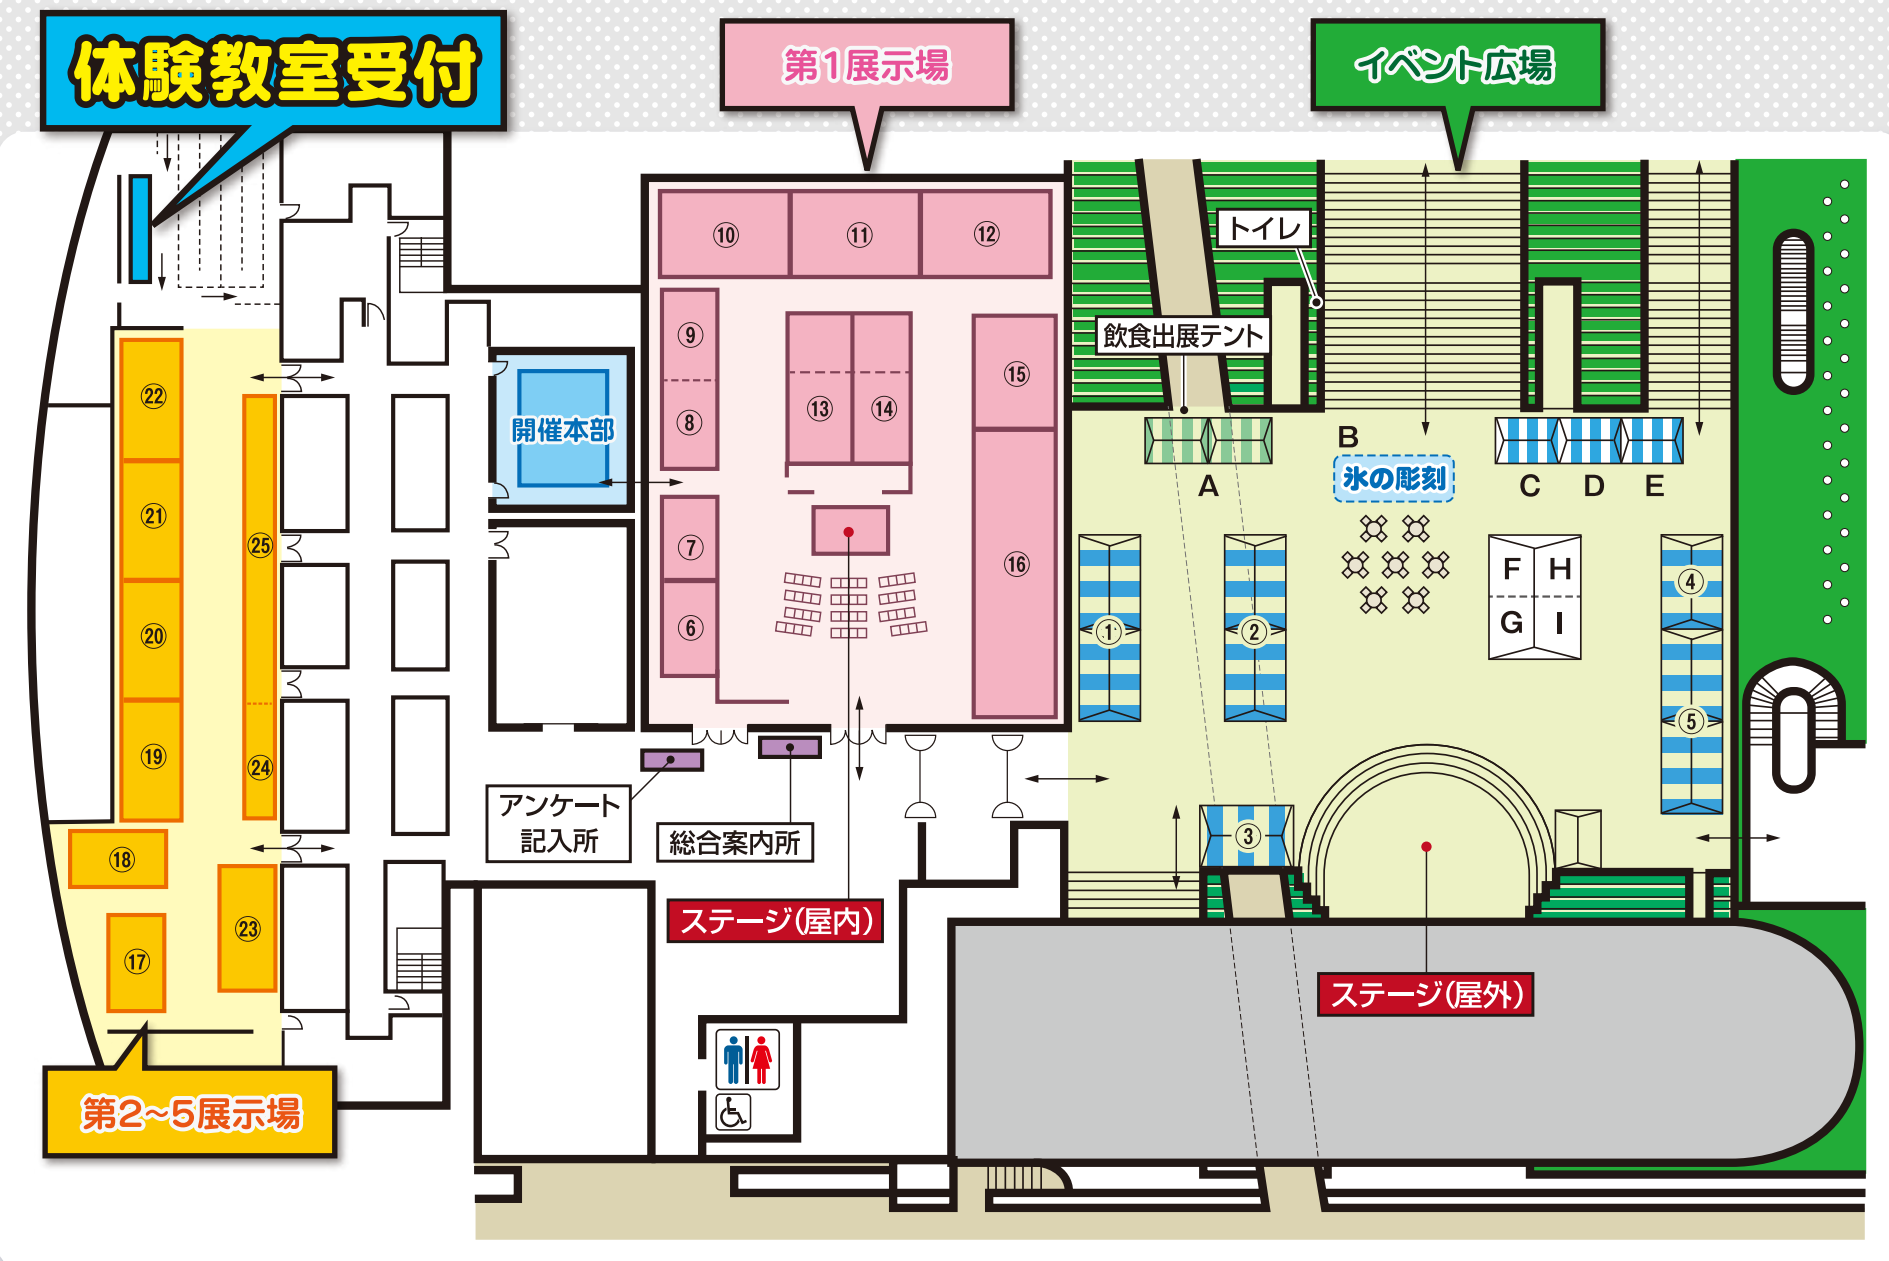 体験教室受付
第1展示場
イベント広場
トイレ
飲食出展テント
⑩
⑪
⑫
⑨
⑧
⑬
⑭
⑮
⑯
⑦
⑥
開催本部
㉒
㉑
⑳
⑲
㉕
㉔
⑱
⑰
㉓
A
B
氷の彫刻
C
D
E
F
H
G
I
①
②
③
④
⑤
アンケート
記入所
総合案内所
ステージ(屋内)
ステージ(屋外)
第2～5展示場